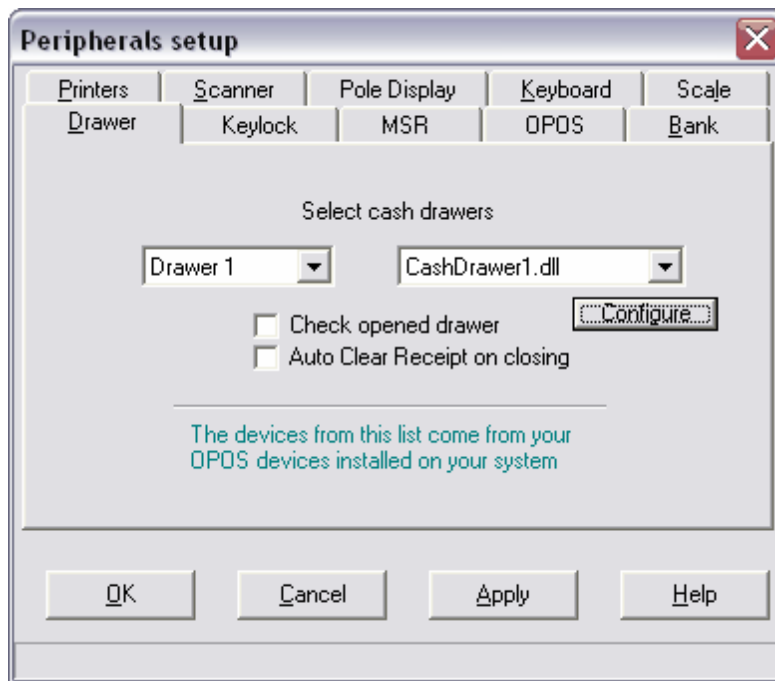 Peripherals setup
Printers Scanner Pole Display Keyboard Scale
Drawer Keylock MSR OPOS Bank
Select cash drawers
Drawer 1 CashDrawer1.dll
Configure
Check opened drawer
Auto Clear Receipt on closing
The devices from this list come from your
OPOS devices installed on your system
OK Cancel Apply Help